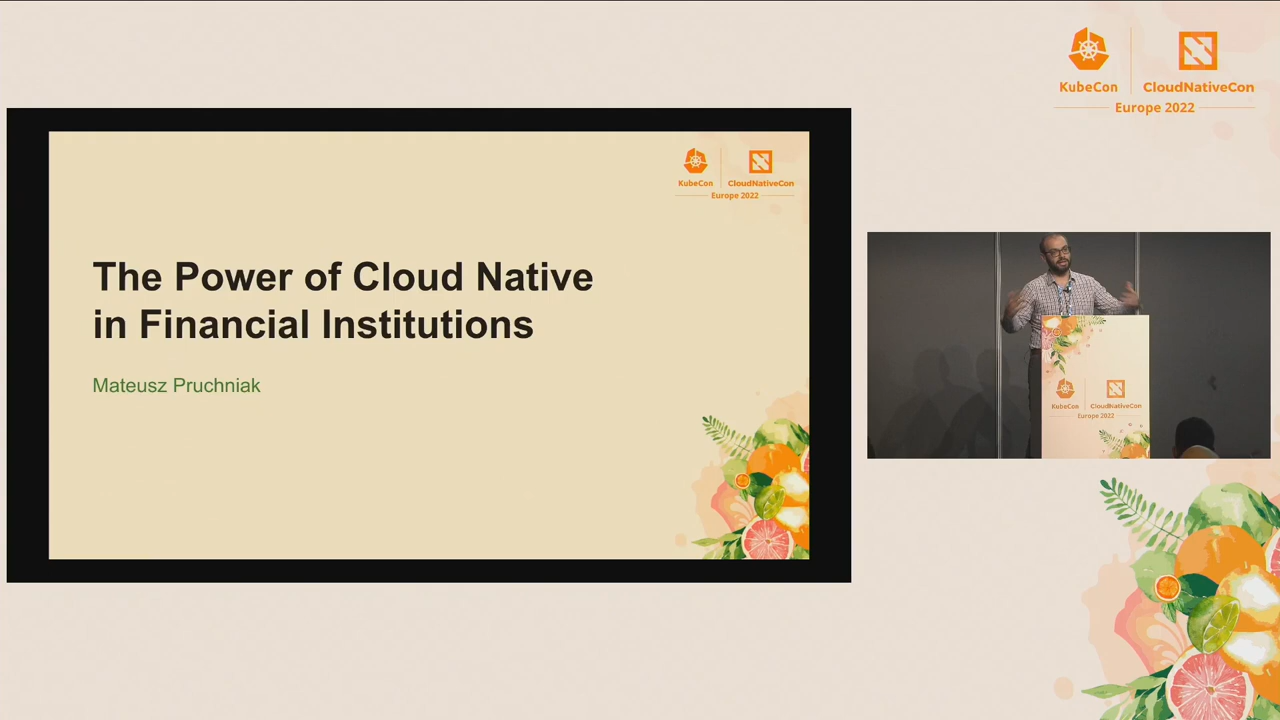 KubeCon
CloudNativeCon
Europe 2022
KubeCon
CloudNativeCon
Europe 2022
The Power of Cloud Native
in Financial Institutions
Mateusz Pruchniak
KubeCon
CloudNativeCon
Europe 2022